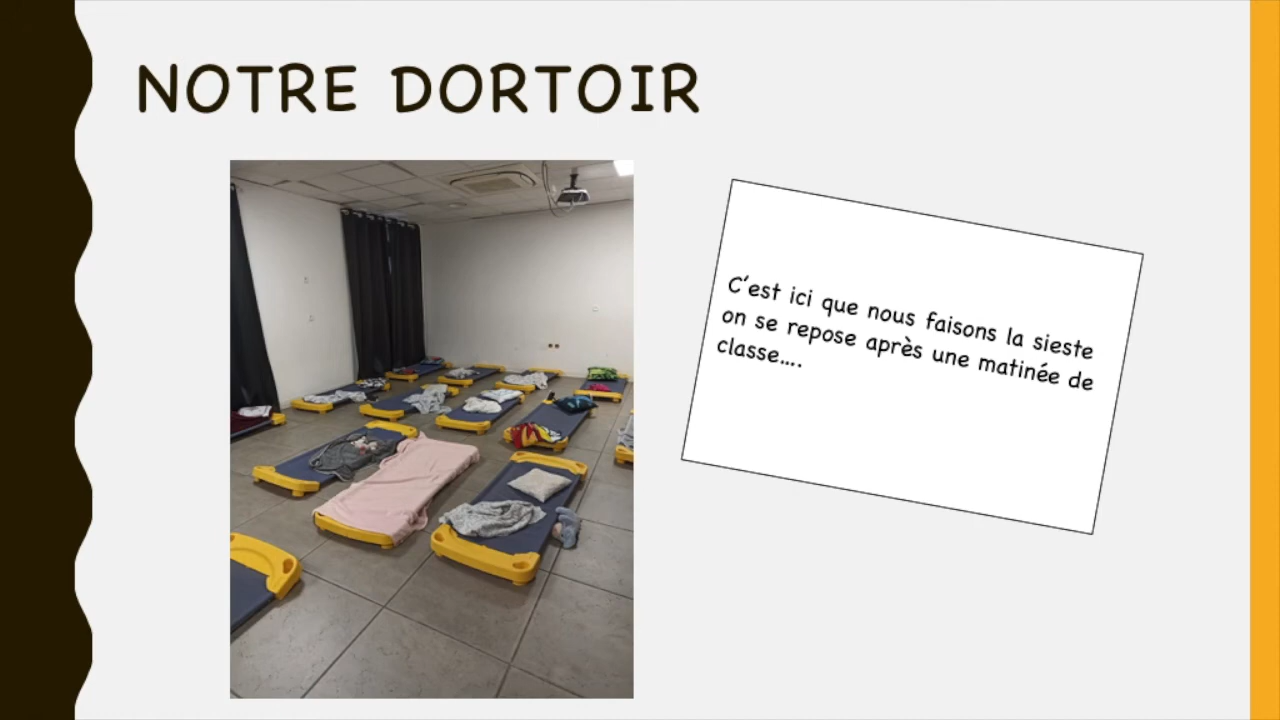 NOTRE DORTOIR
C'est ici que nous faisons la sieste
on se repose après une matinée de
classe....